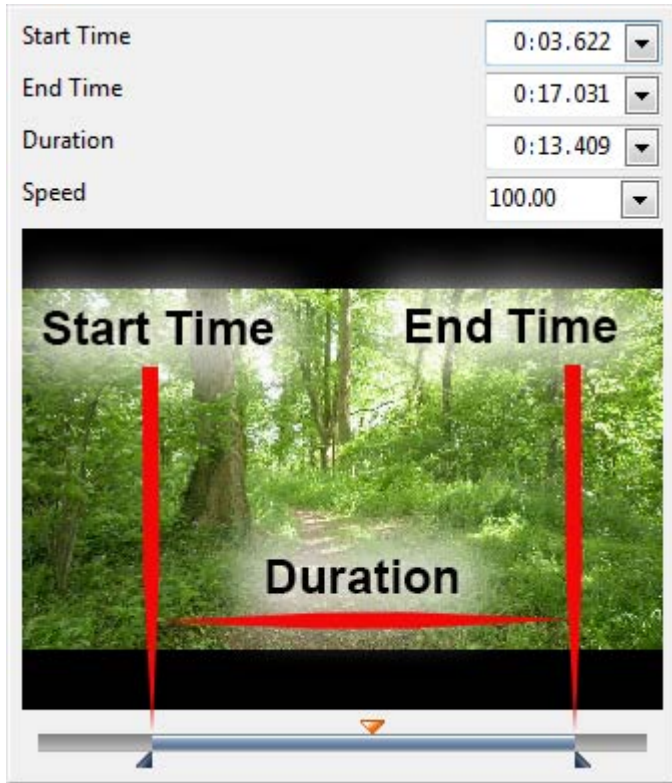 Start Time 0:03.622
End Time 0:17.031
Duration 0:13.409
Speed 100.00
Start Time End Time
Duration